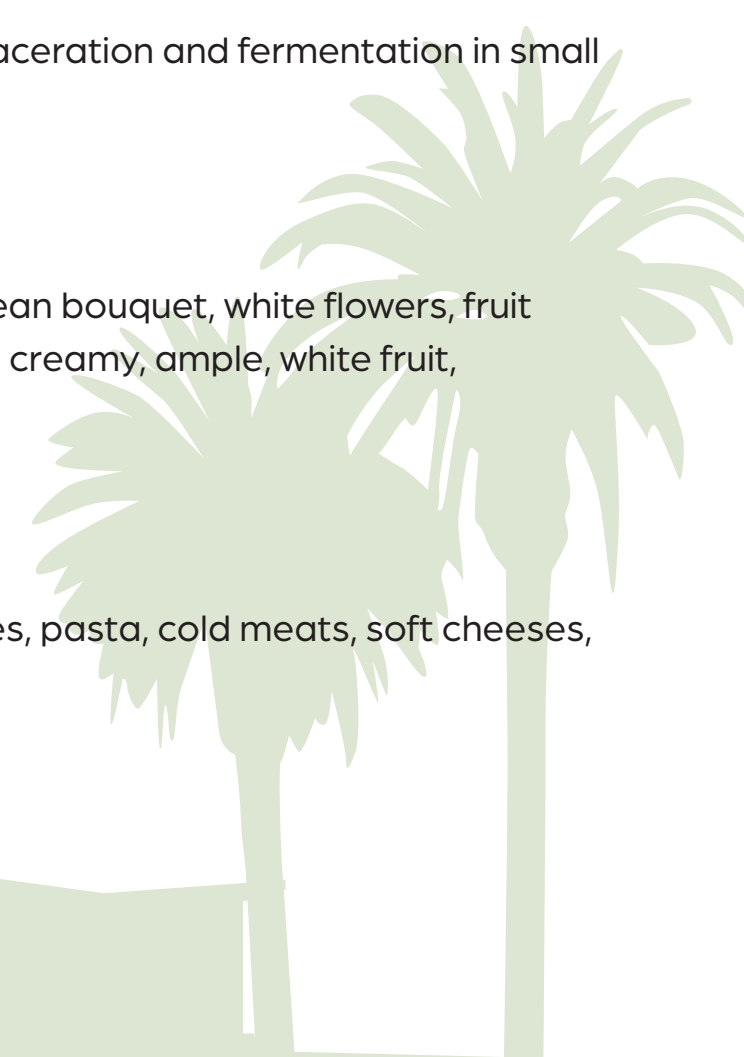 aceration and fermentation in small
ean bouquet, white flowers, fruit
creamy, ample, white fruit,
es, pasta, cold meats, soft cheeses,